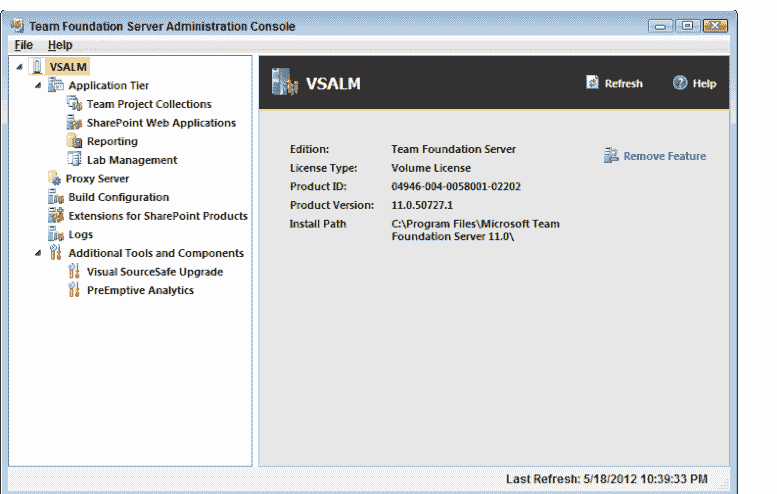 Team Foundation Server Administration Console
File Help
VSALM
Application Tier
Team Project Collections
SharePoint Web Applications
Reporting
Lab Management
Proxy Server
Build Configuration
Extensions for SharePoint Products
Logs
Additional Tools and Components
Visual SourceSafe Upgrade
PreEmptive Analytics
VSALM
Refresh Help
Edition: Team Foundation Server
License Type: Volume License
Product ID: 04946-004-0058001-02202
Product Version: 11.0.50727.1
Install Path C:\Program Files\Microsoft Team
Foundation Server 11.0\
Remove Feature
Last Refresh: 5/18/2012 10:39:33 PM